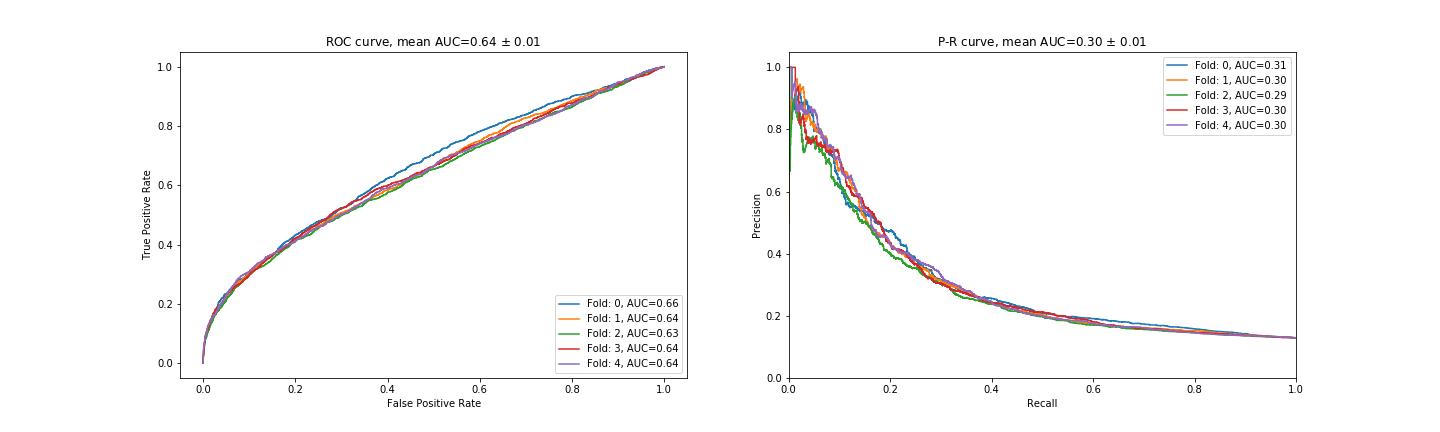 ROC curve, mean AUC=0.64 ± 0.01
True Positive Rate
1.0
0.8
0.6
0.4
0.2
0.0
0.0 0.2 0.4 0.6 0.8 1.0
False Positive Rate
Fold: 0, AUC=0.66
Fold: 1, AUC=0.64
Fold: 2, AUC=0.63
Fold: 3, AUC=0.64
Fold: 4, AUC=0.64
P-R curve, mean AUC=0.30 ± 0.01
Precision
1.0
0.8
0.6
0.4
0.2
0.0
0.0 0.2 0.4 0.6 0.8 1.0
Recall
Fold: 0, AUC=0.31
Fold: 1, AUC=0.30
Fold: 2, AUC=0.29
Fold: 3, AUC=0.30
Fold: 4, AUC=0.30